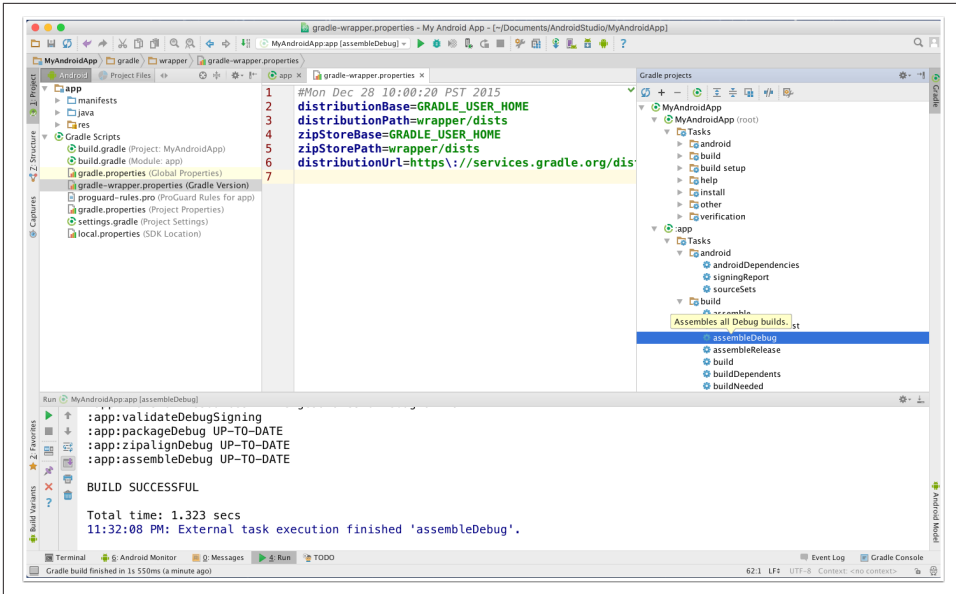 gradle-wrapper.properties - My Android App - [~/Documents/AndroidStudio/MyAndroidApp]
MyAndroidApp:app [assembleDebug]
MyAndroidApp gradle wrapper gradle-wrapper.properties
1: Project
Z: Structure
Captures
Android Project Files
app
manifests
java
res
Gradle Scripts
build.gradle (Project: MyAndroidApp)
build.gradle (Module: app)
gradle.properties (Global Properties)
gradle-wrapper.properties (Gradle Version)
proguard-rules.pro (ProGuard Rules for app)
gradle.properties (Project Properties)
settings.gradle (Project Settings)
local.properties (SDK Location)
app × gradle-wrapper.properties ×
1 #Mon Dec 28 10:00:20 PST 2015
2 distributionBase=GRADLE_USER_HOME
3 distributionPath=wrapper/dists
4 zipStoreBase=GRADLE_USER_HOME
5 zipStorePath=wrapper/dists
6 distributionUrl=https\://services.gradle.org/dis
7
Gradle projects
MyAndroidApp
MyAndroidApp (root)
Tasks
android
build
build setup
help
install
other
verification
:app
Tasks
android
androidDependencies
signingReport
sourceSets
build
Assembles all Debug builds.
assembleDebug
assembleRelease
build
buildDependents
buildNeeded
Gradle
Run MyAndroidApp:app [assembleDebug]
:app:validateDebugSigning
:app:packageDebug UP-TO-DATE
:app:zipalignDebug UP-TO-DATE
:app:assembleDebug UP-TO-DATE
BUILD SUCCESSFUL
Total time: 1.323 secs
11:32:08 PM: External task execution finished 'assembleDebug'.
2: Favorites
Build Variants
Android Model
Terminal 6: Android Monitor 0: Messages 4: Run TODO Event Log Gradle Console
Gradle build finished in 1s 550ms (a minute ago) 62:1 LF UTF-8 Context: <no context>